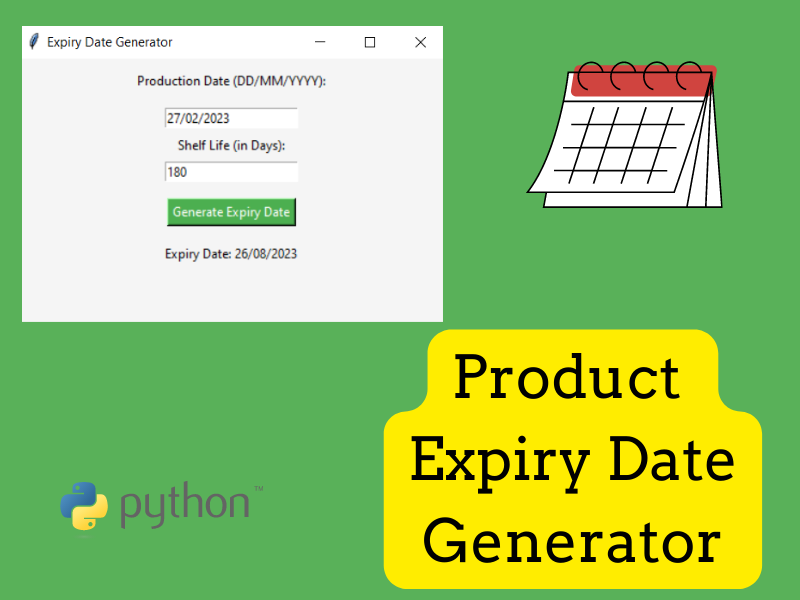 Expiry Date Generator
Production Date (DD/MM/YYYY):
27/02/2023
Shelf Life (in Days):
180
Generate Expiry Date
Expiry Date: 26/08/2023
Product
Expiry Date
Generator
python™